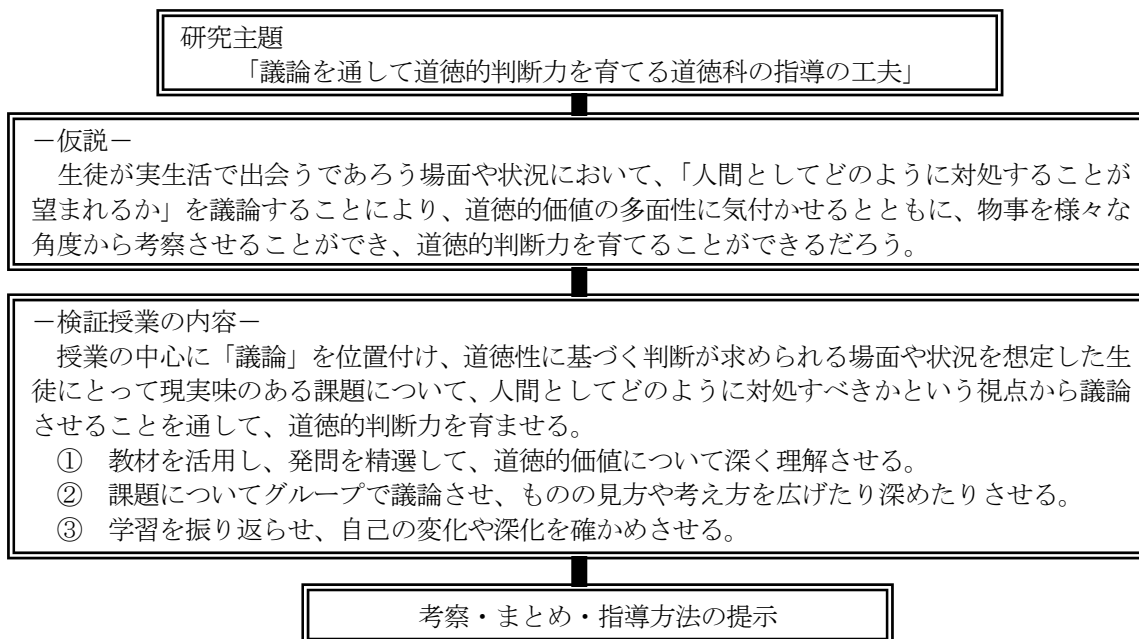 研究主題
「議論を通して道徳的判断力を育てる道徳科の指導の工夫」
－仮説－
生徒が実生活で出会うであろう場面や状況において、「人間としてどのように対処することが
望まれるか」を議論することにより、道徳的価値の多面性に気付かせるとともに、物事を様々な
角度から考察させることができ、道徳的判断力を育てることができるだろう。
－検証授業の内容－
授業の中心に「議論」を位置付け、道徳性に基づく判断が求められる場面や状況を想定した生
徒にとって現実味のある課題について、人間としてどのように対処すべきかという視点から議論
させることを通して、道徳的判断力を育ませる。
① 教材を活用し、発問を精選して、道徳的価値について深く理解させる。
② 課題についてグループで議論させ、ものの見方や考え方を広げたり深めたりさせる。
③ 学習を振り返らせ、自己の変化や深化を確かめさせる。
考察・まとめ・指導方法の提示